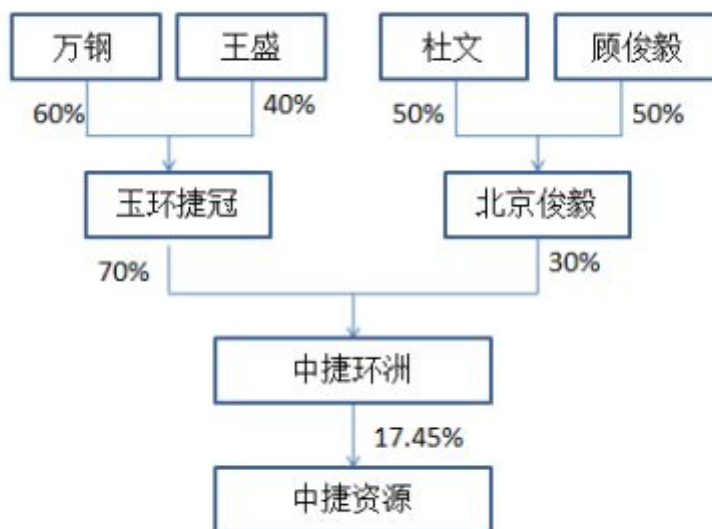 万钢 王盛 杜文 顾俊毅
60% 40% 50% 50%
玉环捷冠 北京俊毅
70% 30%
中捷环洲
17.45%
中捷资源